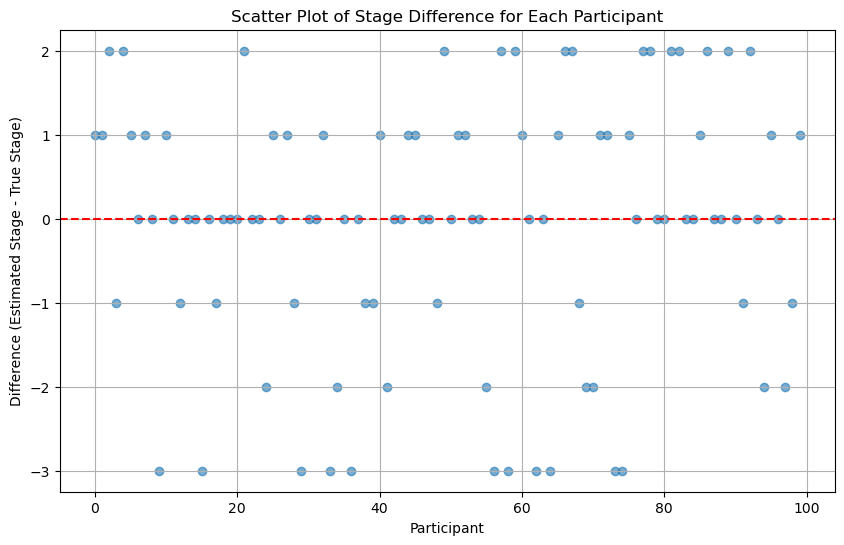 Scatter Plot of Stage Difference for Each Participant
Difference (Estimated Stage - True Stage)
2
1
0
−1
−2
−3
0 20 40 60 80 100
Participant